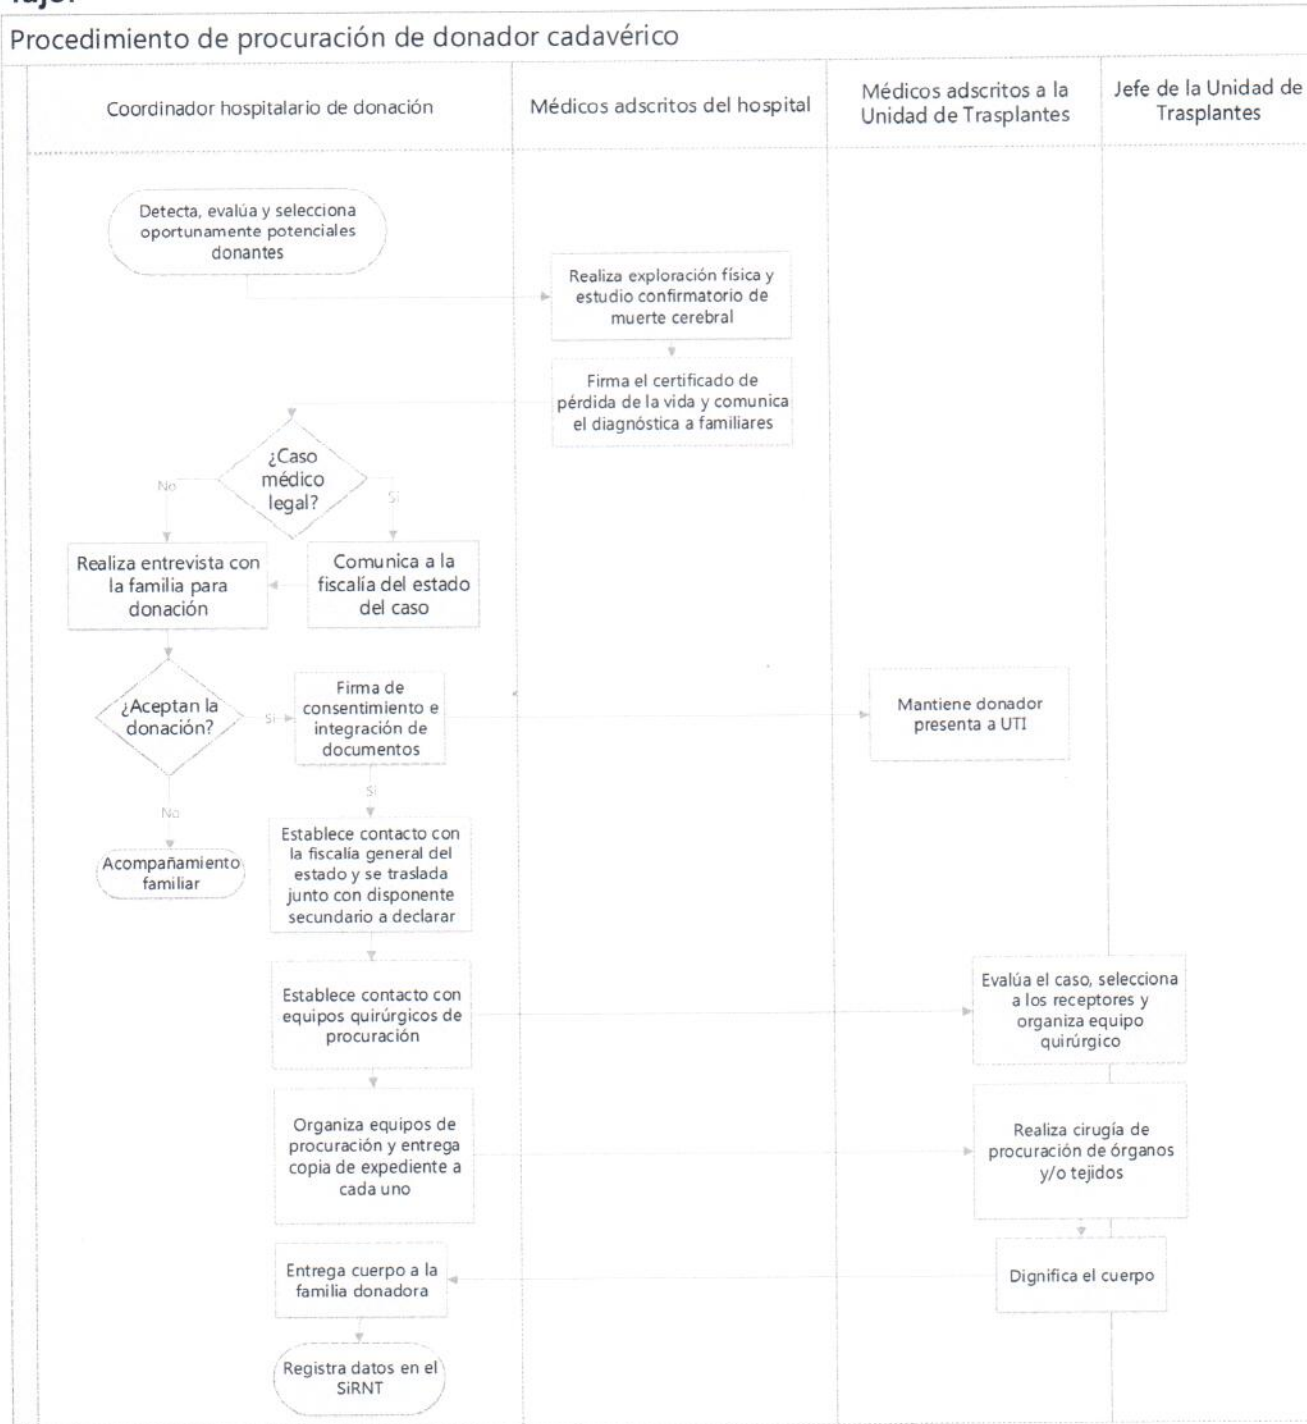 Procedimiento de procuración de donador cadavérico
Coordinador hospitalario de donación
Médicos adscritos del hospital
Médicos adscritos a la
Unidad de Trasplantes
Jefe de la Unidad de
Trasplantes
Detecta, evalúa y selecciona
oportunamente potenciales
donantes
Realiza exploración física y
estudio confirmatorio de
muerte cerebral
Firma el certificado de
pérdida de la vida y comunica
el diagnóstica a familiares
¿Caso
médico
legal?
No
Si
Realiza entrevista con
la familia para
donación
Comunica a la
fiscalía del estado
del caso
¿Aceptan la
donación?
Si
Firma de
consentimiento e
integración de
documentos
Mantiene donador
presenta a UTI
No
Si
Acompañamiento
familiar
Establece contacto con
la fiscalía general del
estado y se traslada
junto con disponente
secundario a declarar
Establece contacto con
equipos quirúrgicos de
procuración
Evalúa el caso, selecciona
a los receptores y
organiza equipo
quirúrgico
Organiza equipos de
procuración y entrega
copia de expediente a
cada uno
Realiza cirugía de
procuración de órganos
y/o tejidos
Entrega cuerpo a la
familia donadora
Dignifica el cuerpo
Registra datos en el
SiRNT